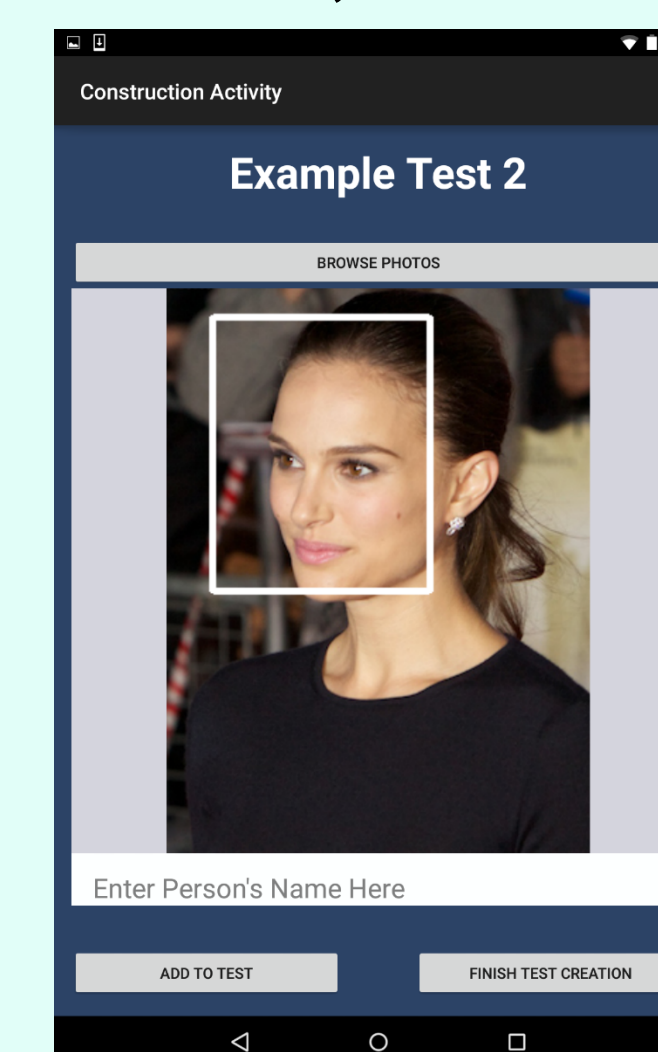 Construction Activity
Example Test 2
BROWSE PHOTOS
Enter Person's Name Here
ADD TO TEST
FINISH TEST CREATION